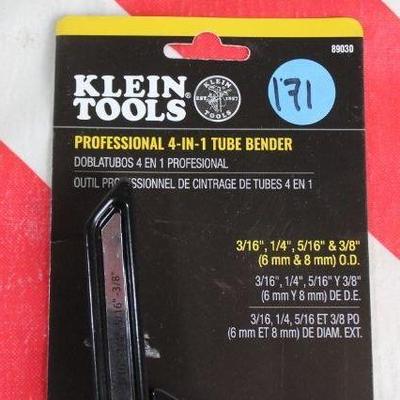 89030
KLEIN
TOOLS®
KLEIN
EST. 1857
TOOLS
171
PROFESSIONAL 4-IN-1 TUBE BENDER
DOBLATUBOS 4 EN 1 PROFESIONAL
OUTIL PROFESSIONNEL DE CINTRAGE DE TUBES 4 EN 1
3/16", 1/4", 5/16" & 3/8"
(6 mm & 8 mm) O.D.
3/16", 1/4", 5/16" Y 3/8"
(6 mm Y 8 mm) DE D.E.
3/16, 1/4, 5/16 ET 3/8 PO
(6 mm ET 8 mm) DE DIAM. EXT.
5/16"-3/8"